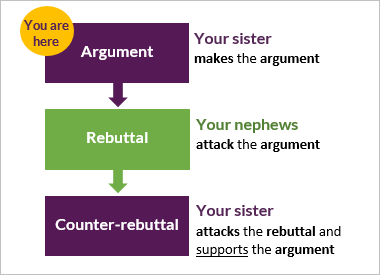 You are
here
Argument
Your sister
makes the argument
Rebuttal
Your nephews
attack the argument
Counter-rebuttal
Your sister
attacks the rebuttal and
supports the argument